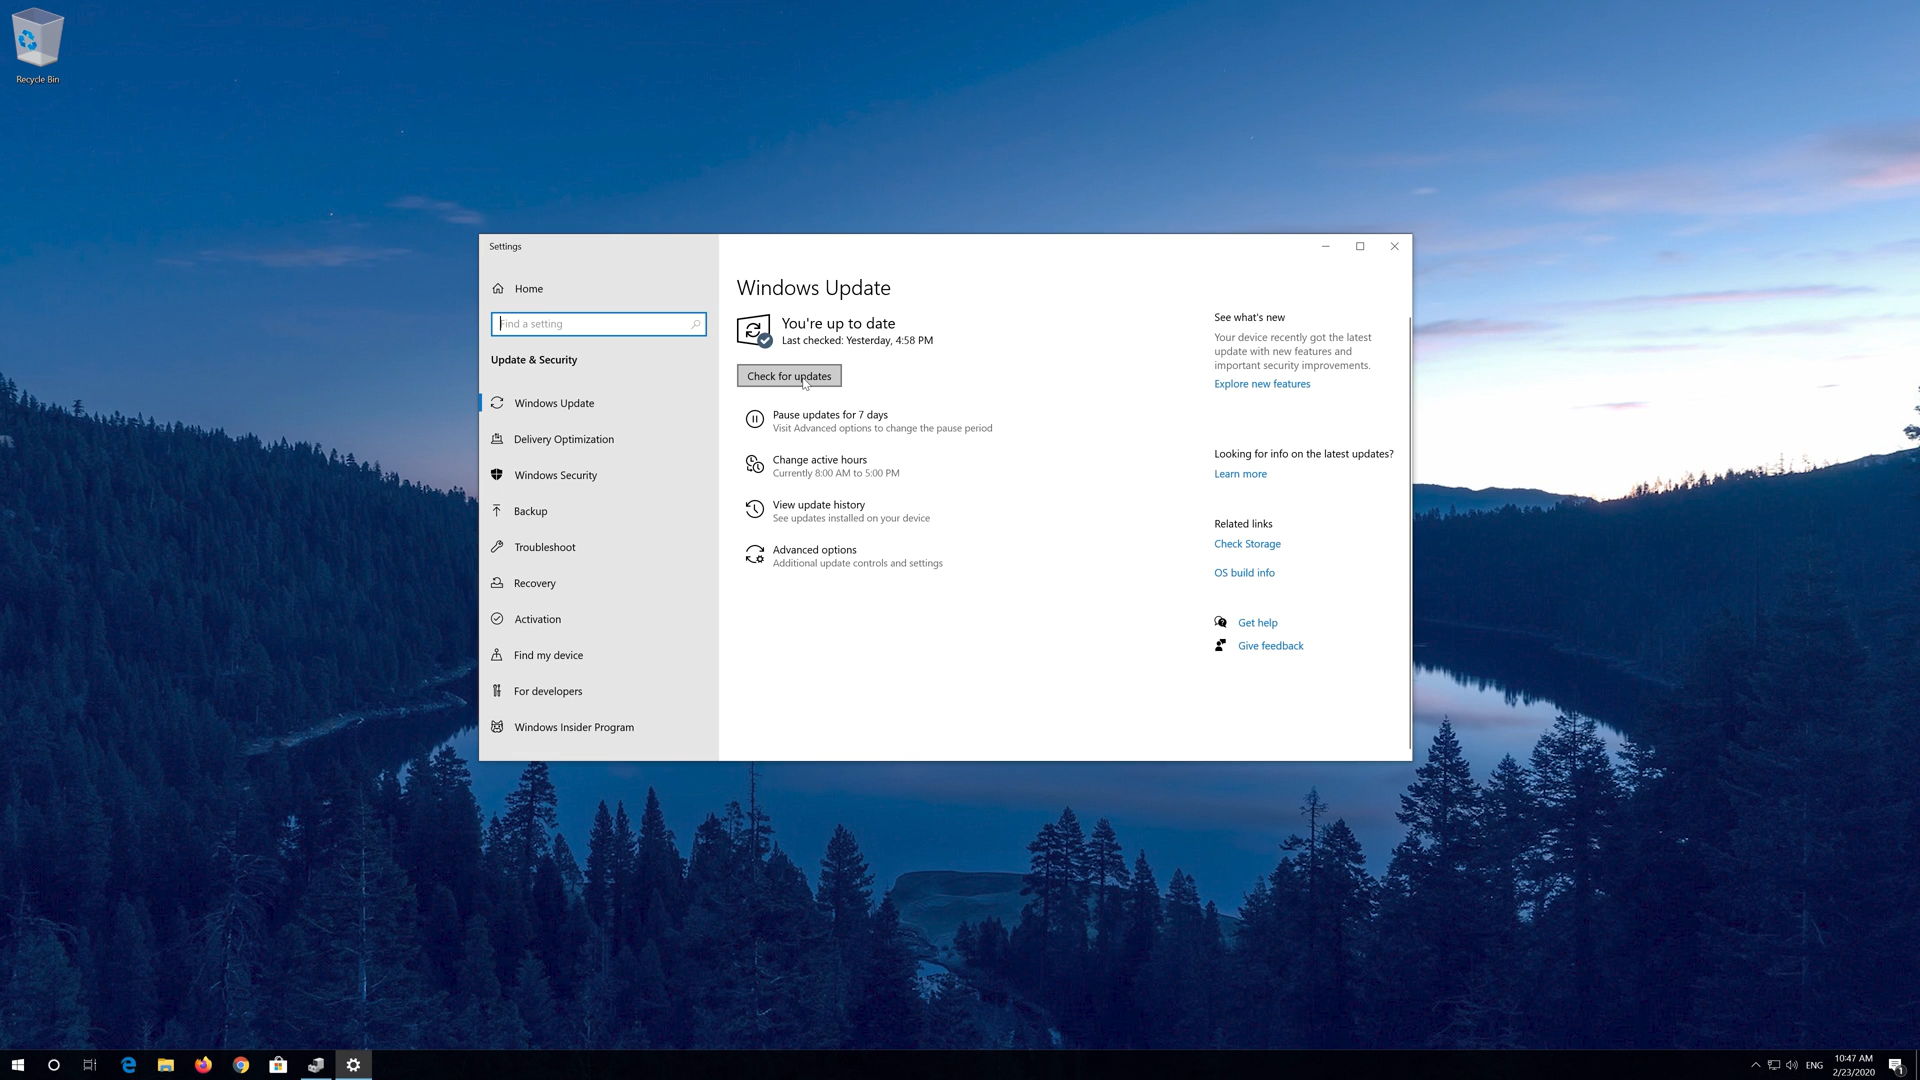 Recycle Bin
Settings
Home
Find a setting
Update & Security
Windows Update
Delivery Optimization
Windows Security
Backup
Troubleshoot
Recovery
Activation
Find my device
For developers
Windows Insider Program
Windows Update
You're up to date
Last checked: Yesterday, 4:58 PM
Check for updates
Pause updates for 7 days
Visit Advanced options to change the pause period
Change active hours
Currently 8:00 AM to 5:00 PM
View update history
See updates installed on your device
Advanced options
Additional update controls and settings
See what's new
Your device recently got the latest
update with new features and
important security improvements.
Explore new features
Looking for info on the latest updates?
Learn more
Related links
Check Storage
OS build info
Get help
Give feedback
ENG
10:47 AM
2/23/2020
1